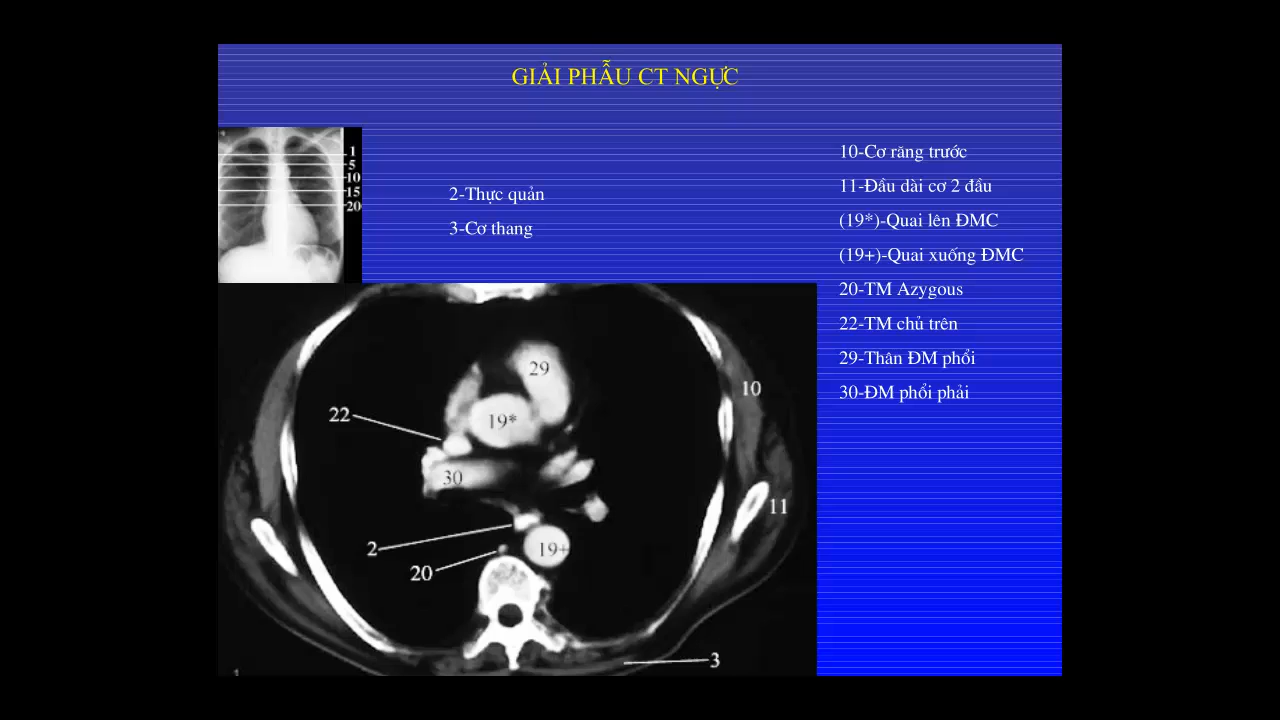 GIẢI PHẪU CT NGỰC
1
5
10
15
20
2-Thực quản
3-Cơ thang
10-Cơ răng trước
11-Đầu dài cơ 2 đầu
(19*)-Quai lên ĐMC
(19+)-Quai xuống ĐMC
20-TM Azygous
22-TM chủ trên
29-Thân ĐM phổi
30-ĐM phổi phải
29
10
22
19*
30
11
2
19+
20
3
1